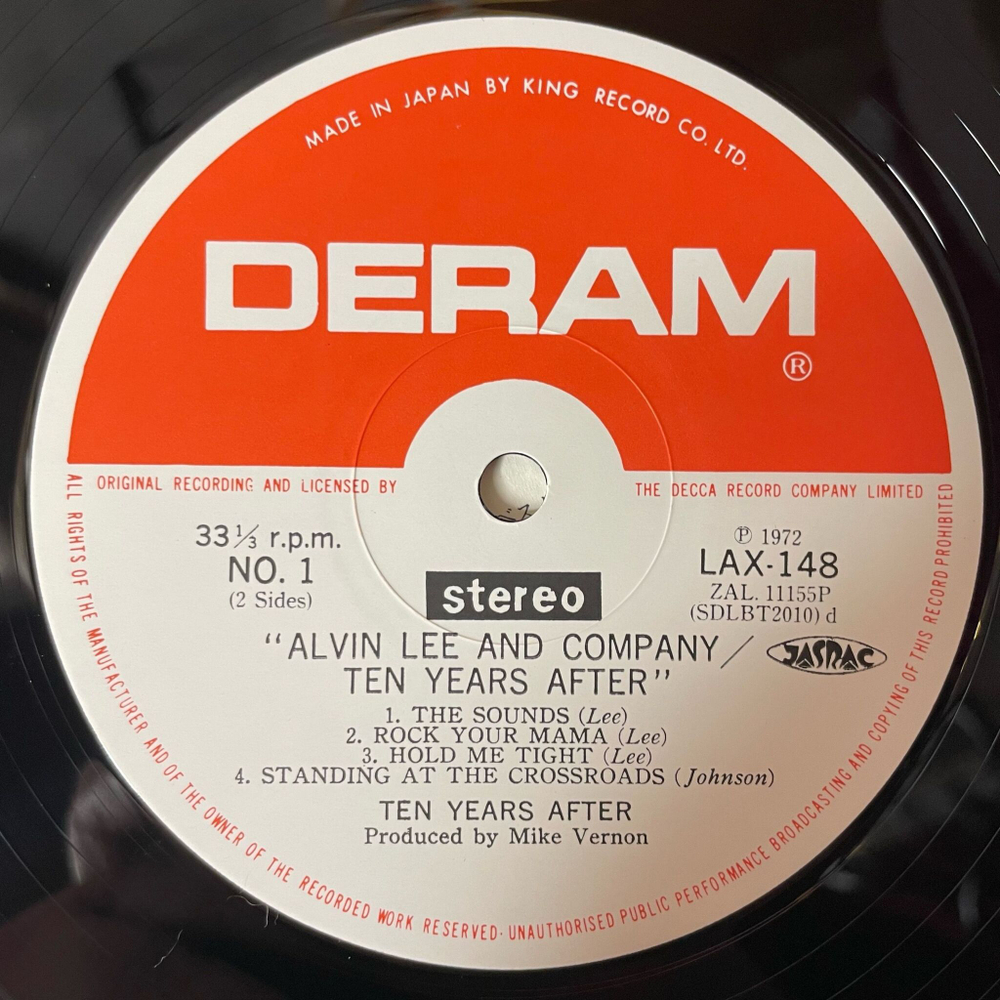 MADE IN JAPAN BY KING RECORD CO. LTD.
DERAM
®
ORIGINAL RECORDING AND LICENSED BY
THE DECCA RECORD COMPANY LIMITED
33⅓ r.p.m.
NO. 1
(2 Sides)
stereo
℗ 1972
LAX-148
ZAL. 11155P
(SDLBT2010) d
"ALVIN LEE AND COMPANY/
TEN YEARS AFTER"
JASRAC
1. THE SOUNDS (Lee)
2. ROCK YOUR MAMA (Lee)
3. HOLD ME TIGHT (Lee)
4. STANDING AT THE CROSSROADS (Johnson)
TEN YEARS AFTER
Produced by Mike Vernon
ALL RIGHTS OF THE MANUFACTURER AND OF THE OWNER OF THE RECORDED WORK RESERVED· UNAUTHORISED PUBLIC PERFORMANCE BROADCASTING AND COPYING OF THIS RECORD PROHIBITED